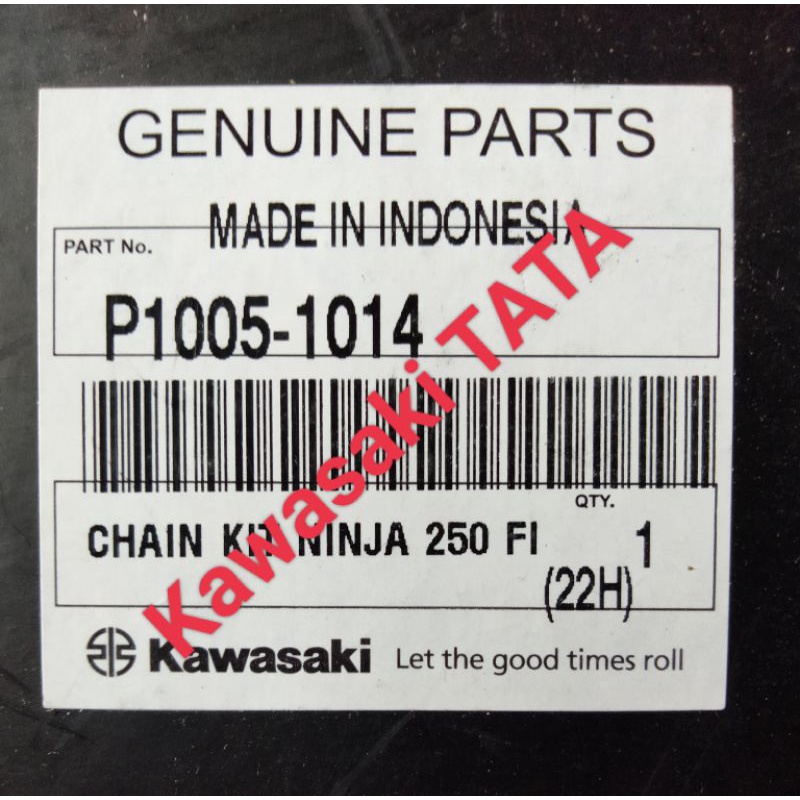 GENUINE PARTS
MADE IN INDONESIA
PART No.
P1005-1014
QTY.
CHAIN KIT NINJA 250 FI 1
(22H)
Kawasaki Let the good times roll
Kawasaki TATA